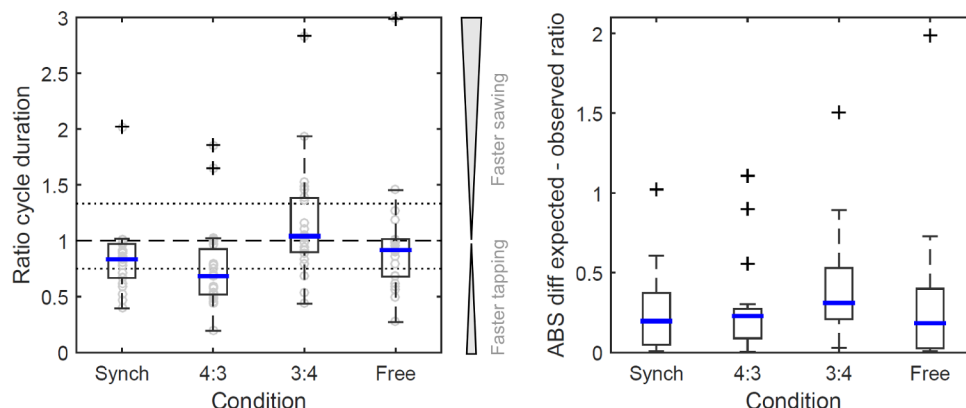 3
2.5
2
1.5
1
0.5
0
Ratio cycle duration
Synch 4:3 3:4 Free
Condition
Faster sawing
Faster tapping
2
1.5
1
0.5
0
ABS diff expected - observed ratio
Synch 4:3 3:4 Free
Condition